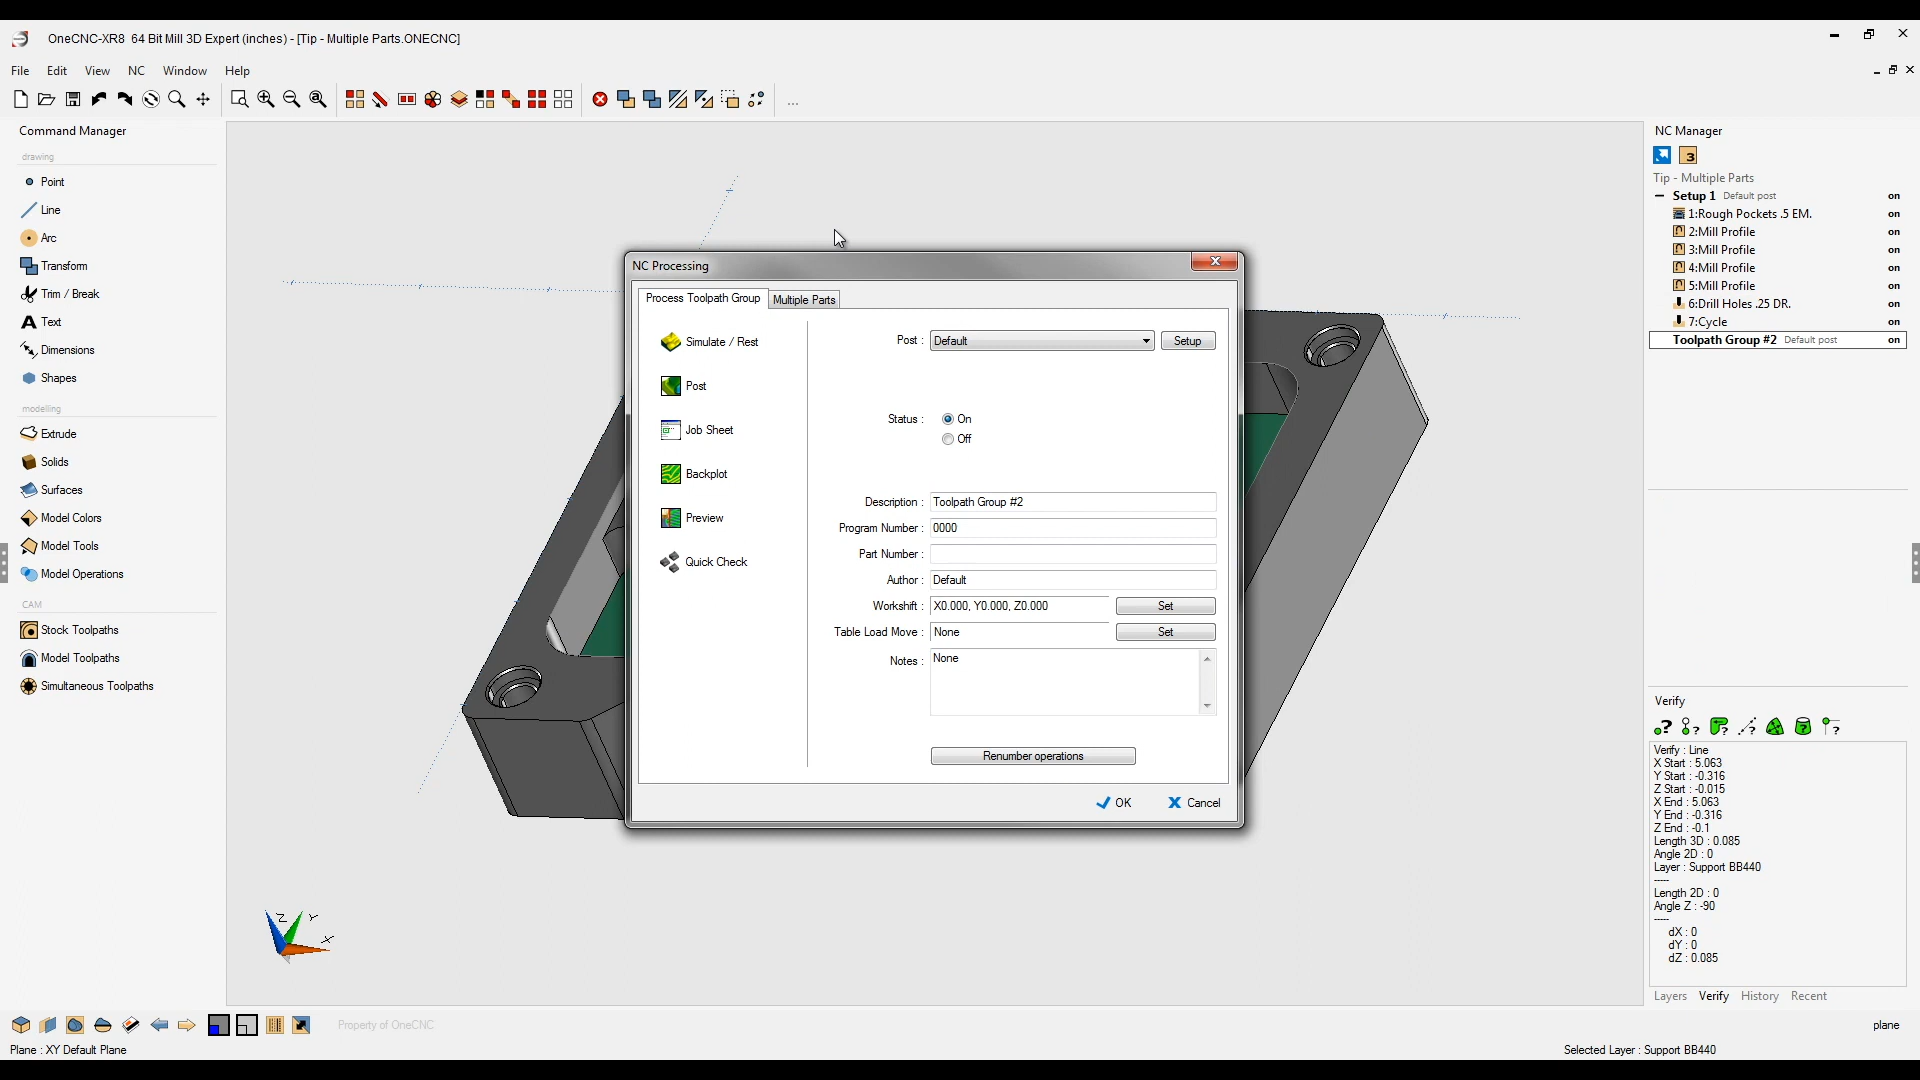 OneCNC-XR8 64 Bit Mill 3D Expert (inches) - [Tip - Multiple Parts.ONECNC]
File Edit View NC Window Help
...
Command Manager
drawing
Point
Line
Arc
Transform
Trim / Break
Text
Dimensions
Shapes
modelling
Extrude
Solids
Surfaces
Model Colors
Model Tools
Model Operations
CAM
Stock Toolpaths
Model Toolpaths
Simultaneous Toolpaths
Z Y X
NC Processing
Process Toolpath Group Multiple Parts
Simulate / Rest
Post
Job Sheet
Backplot
Preview
Quick Check
Post : Default Setup
Status : On
Off
Description : Toolpath Group #2
Program Number : 0000
Part Number :
Author : Default
Workshift : X0.000, Y0.000, Z0.000 Set
Table Load Move : None Set
Notes : None
Renumber operations
OK Cancel
NC Manager
3
Tip - Multiple Parts
Setup 1 Default post on
1:Rough Pockets .5 EM. on
2:Mill Profile on
3:Mill Profile on
4:Mill Profile on
5:Mill Profile on
6:Drill Holes .25 DR. on
7:Cycle on
Toolpath Group #2 Default post on
Verify
Verify : Line
X Start : 5.063
Y Start : -0.316
Z Start : -0.015
X End : 5.063
Y End : -0.316
Z End : -0.1
Length 3D : 0.085
Angle 2D : 0
Layer : Support BB440
-----
Length 2D : 0
Angle Z : -90
-----
dX : 0
dY : 0
dZ : 0.085
Layers Verify History Recent
Property of OneCNC
plane
Plane : XY Default Plane
Selected Layer : Support BB440